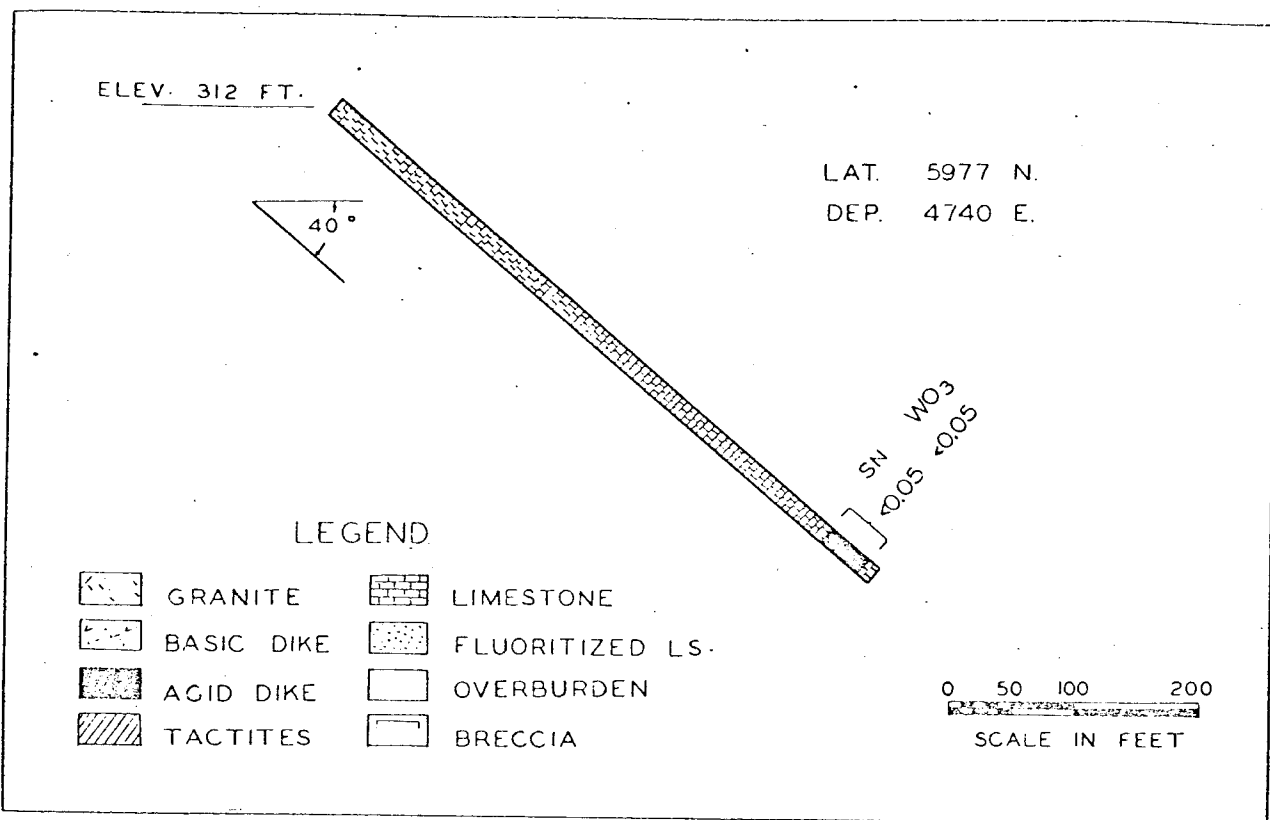 ELEV. 312 FT.
LAT. 5977 N.
DEP. 4740 E.
40°
SN WO3
<0.05 <0.05
LEGEND
GRANITE
BASIC DIKE
ACID DIKE
TACTITES
LIMESTONE
FLUORITIZED LS.
OVERBURDEN
BRECCIA
0 50 100 200
SCALE IN FEET